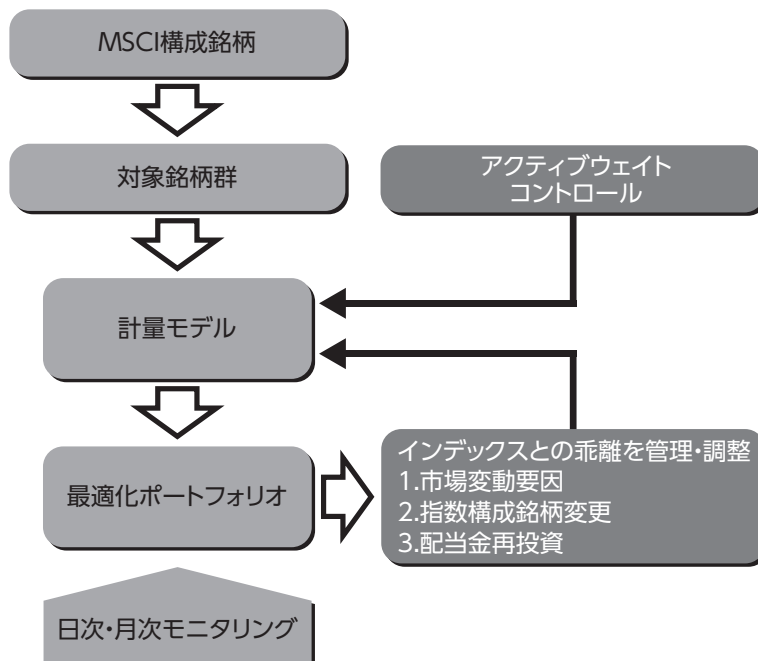 MSCI構成銘柄
対象銘柄群
アクティブウェイト
コントロール
計量モデル
最適化ポートフォリオ
インデックスとの乖離を管理・調整
1.市場変動要因
2.指数構成銘柄変更
3.配当金再投資
日次・月次モニタリング